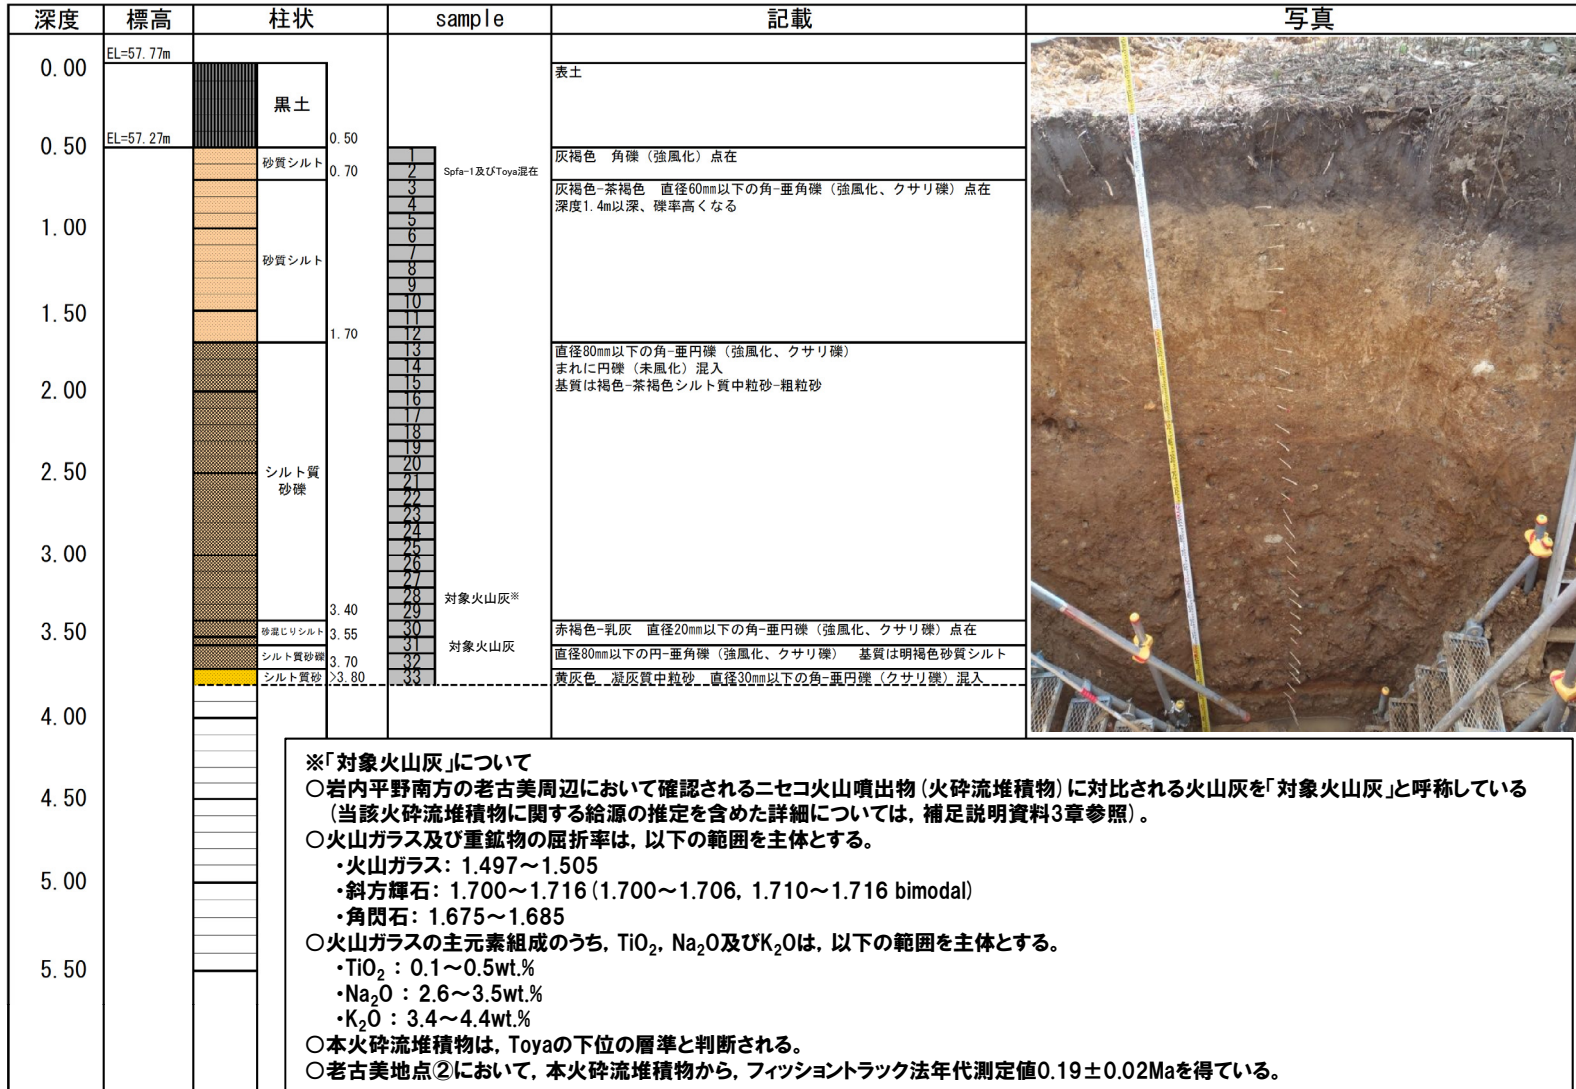 深度 標高 柱状 sample 記載 写真
EL=57.77m
0.00
表土
黒土
EL=57.27m
0.50
0.50
1
灰褐色 角礫（強風化）点在
砂質シルト
0.70
2
Spfa-1及びToya混在
3
灰褐色-茶褐色 直径60mm以下の角-亜角礫（強風化、クサリ礫）点在
4
深度1.4m以深、礫率高くなる
5
1.00
6
7
砂質シルト
8
9
10
1.50
11
1.70
12
13
直径80mm以下の角-亜円礫（強風化、クサリ礫）
14
まれに円礫（未風化）混入
15
基質は褐色-茶褐色シルト質中粒砂-粗粒砂
2.00
16
17
18
19
20
2.50
シルト質
砂礫
21
22
23
24
25
3.00
26
27
28
対象火山灰※
3.40
29
3.50
砂混じりシルト
3.55
30
赤褐色-乳灰 直径20mm以下の角-亜円礫（強風化、クサリ礫）点在
31
対象火山灰
シルト質砂礫
3.70
32
直径80mm以下の円-亜角礫（強風化、クサリ礫） 基質は明褐色砂質シルト
シルト質砂
>3.80
33
黄灰色 凝灰質中粒砂 直径30mm以下の角-亜円礫（クサリ礫）混入
4.00
4.50
5.00
5.50
※「対象火山灰」について
○岩内平野南方の老古美周辺において確認されるニセコ火山噴出物（火砕流堆積物）に対比される火山灰を「対象火山灰」と呼称している
（当該火砕流堆積物に関する給源の推定を含めた詳細については，補足説明資料3章参照）。
○火山ガラス及び重鉱物の屈折率は，以下の範囲を主体とする。
・火山ガラス：1.497～1.505
・斜方輝石：1.700～1.716（1.700～1.706，1.710～1.716 bimodal）
・角閃石：1.675～1.685
○火山ガラスの主元素組成のうち，TiO₂，Na₂O及びK₂Oは，以下の範囲を主体とする。
・TiO₂：0.1～0.5wt.%
・Na₂O：2.6～3.5wt.%
・K₂O：3.4～4.4wt.%
○本火砕流堆積物は，Toyaの下位の層準と判断される。
○老古美地点②において，本火砕流堆積物から，フィッショントラック法年代測定値0.19±0.02Maを得ている。